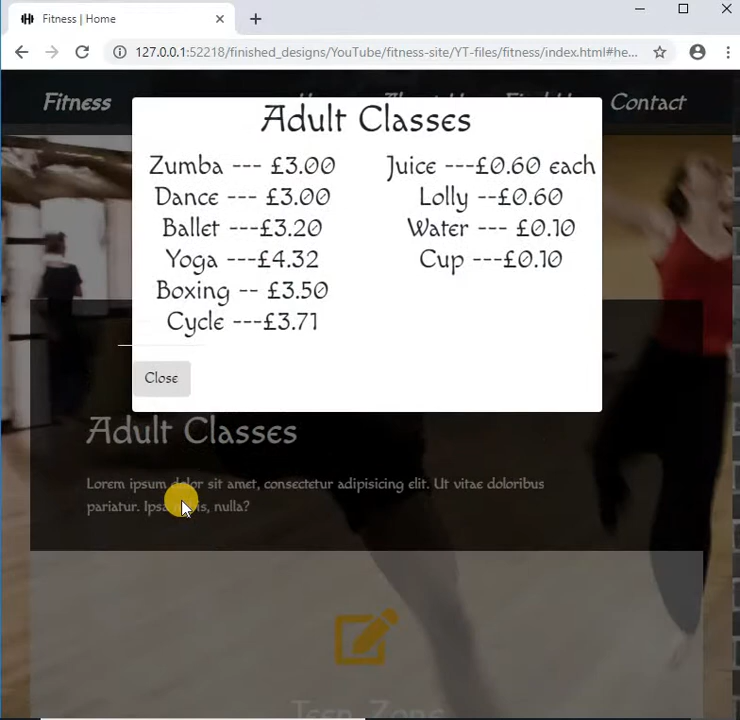 Fitness | Home
127.0.0.1:52218/finished_designs/YouTube/fitness-site/YT-files/fitness/index.html#he...
Fitness
Contact
Adult Classes
Zumba --- £3.00
Dance --- £3.00
Ballet ---£3.20
Yoga ---£4.32
Boxing -- £3.50
Cycle ---£3.71
Juice ---£0.60 each
Lolly --£0.60
Water --- £0.10
Cup ---£0.10
Close
Adult Classes
Lorem ipsum dolor sit amet, consectetur adipisicing elit. Ut vitae doloribus
pariatur. nulla?
Teen Zone